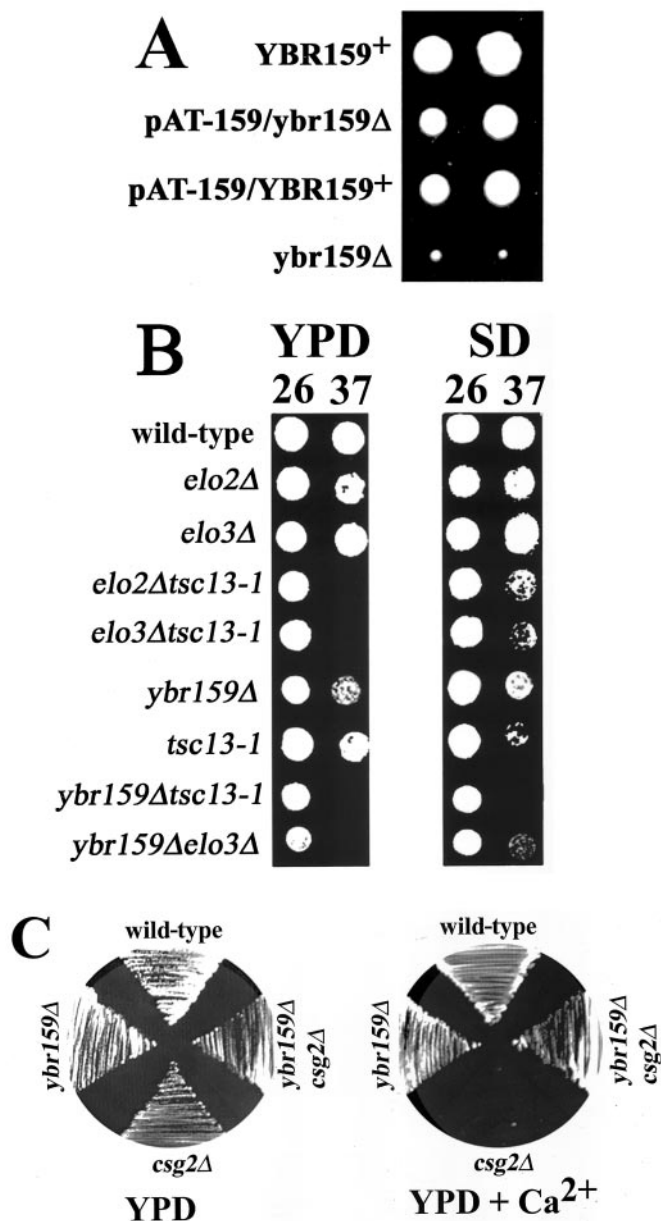 A
YBR159⁺
pAT-159/ybr159Δ
pAT-159/YBR159⁺
ybr159Δ
B
YPD SD
26 37 26 37
wild-type
elo2Δ
elo3Δ
elo2Δtsc13-1
elo3Δtsc13-1
ybr159Δ
tsc13-1
ybr159Δtsc13-1
ybr159Δelo3Δ
C
wild-type
ybr159Δ
ybr159Δ
csg2Δ
csg2Δ
YPD
wild-type
ybr159Δ
ybr159Δ
csg2Δ
csg2Δ
YPD + Ca²⁺